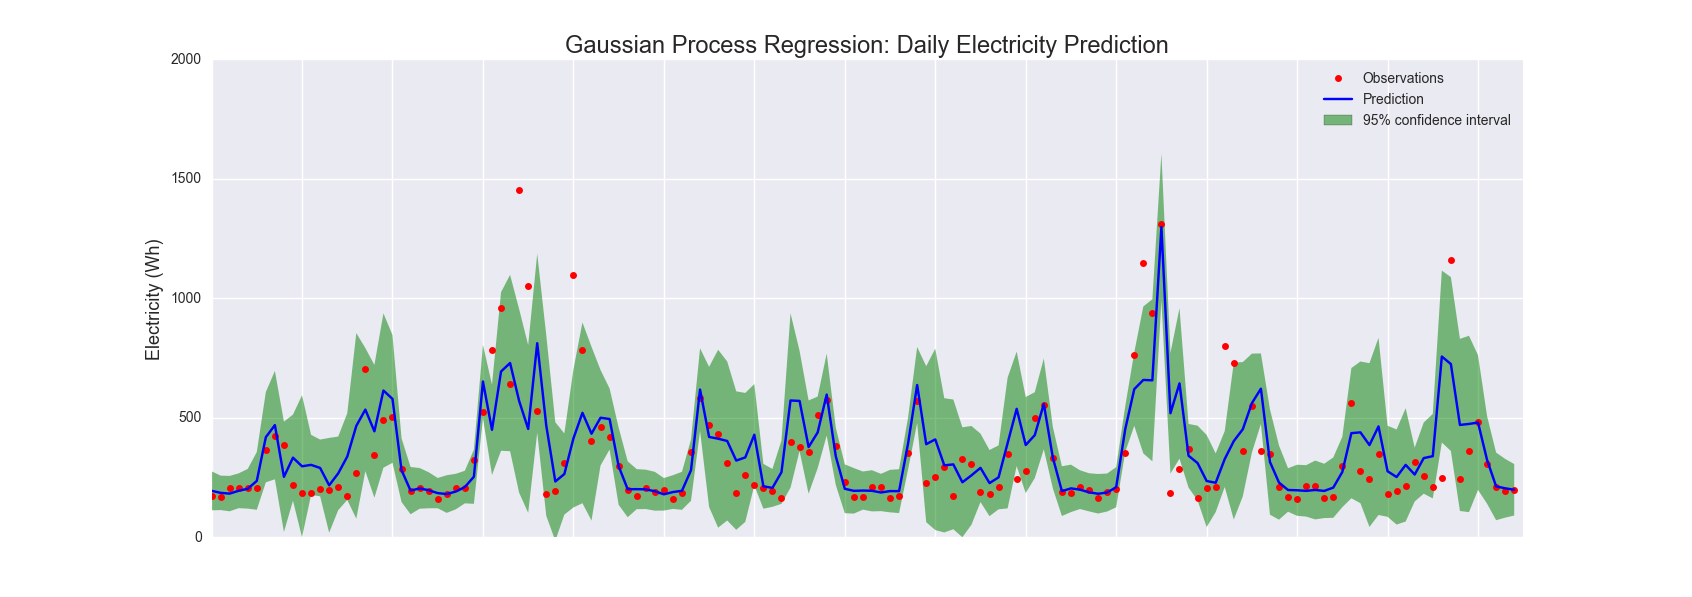 Gaussian Process Regression: Daily Electricity Prediction
2000
1500
1000
500
0
Electricity (Wh)
Observations
Prediction
95% confidence interval